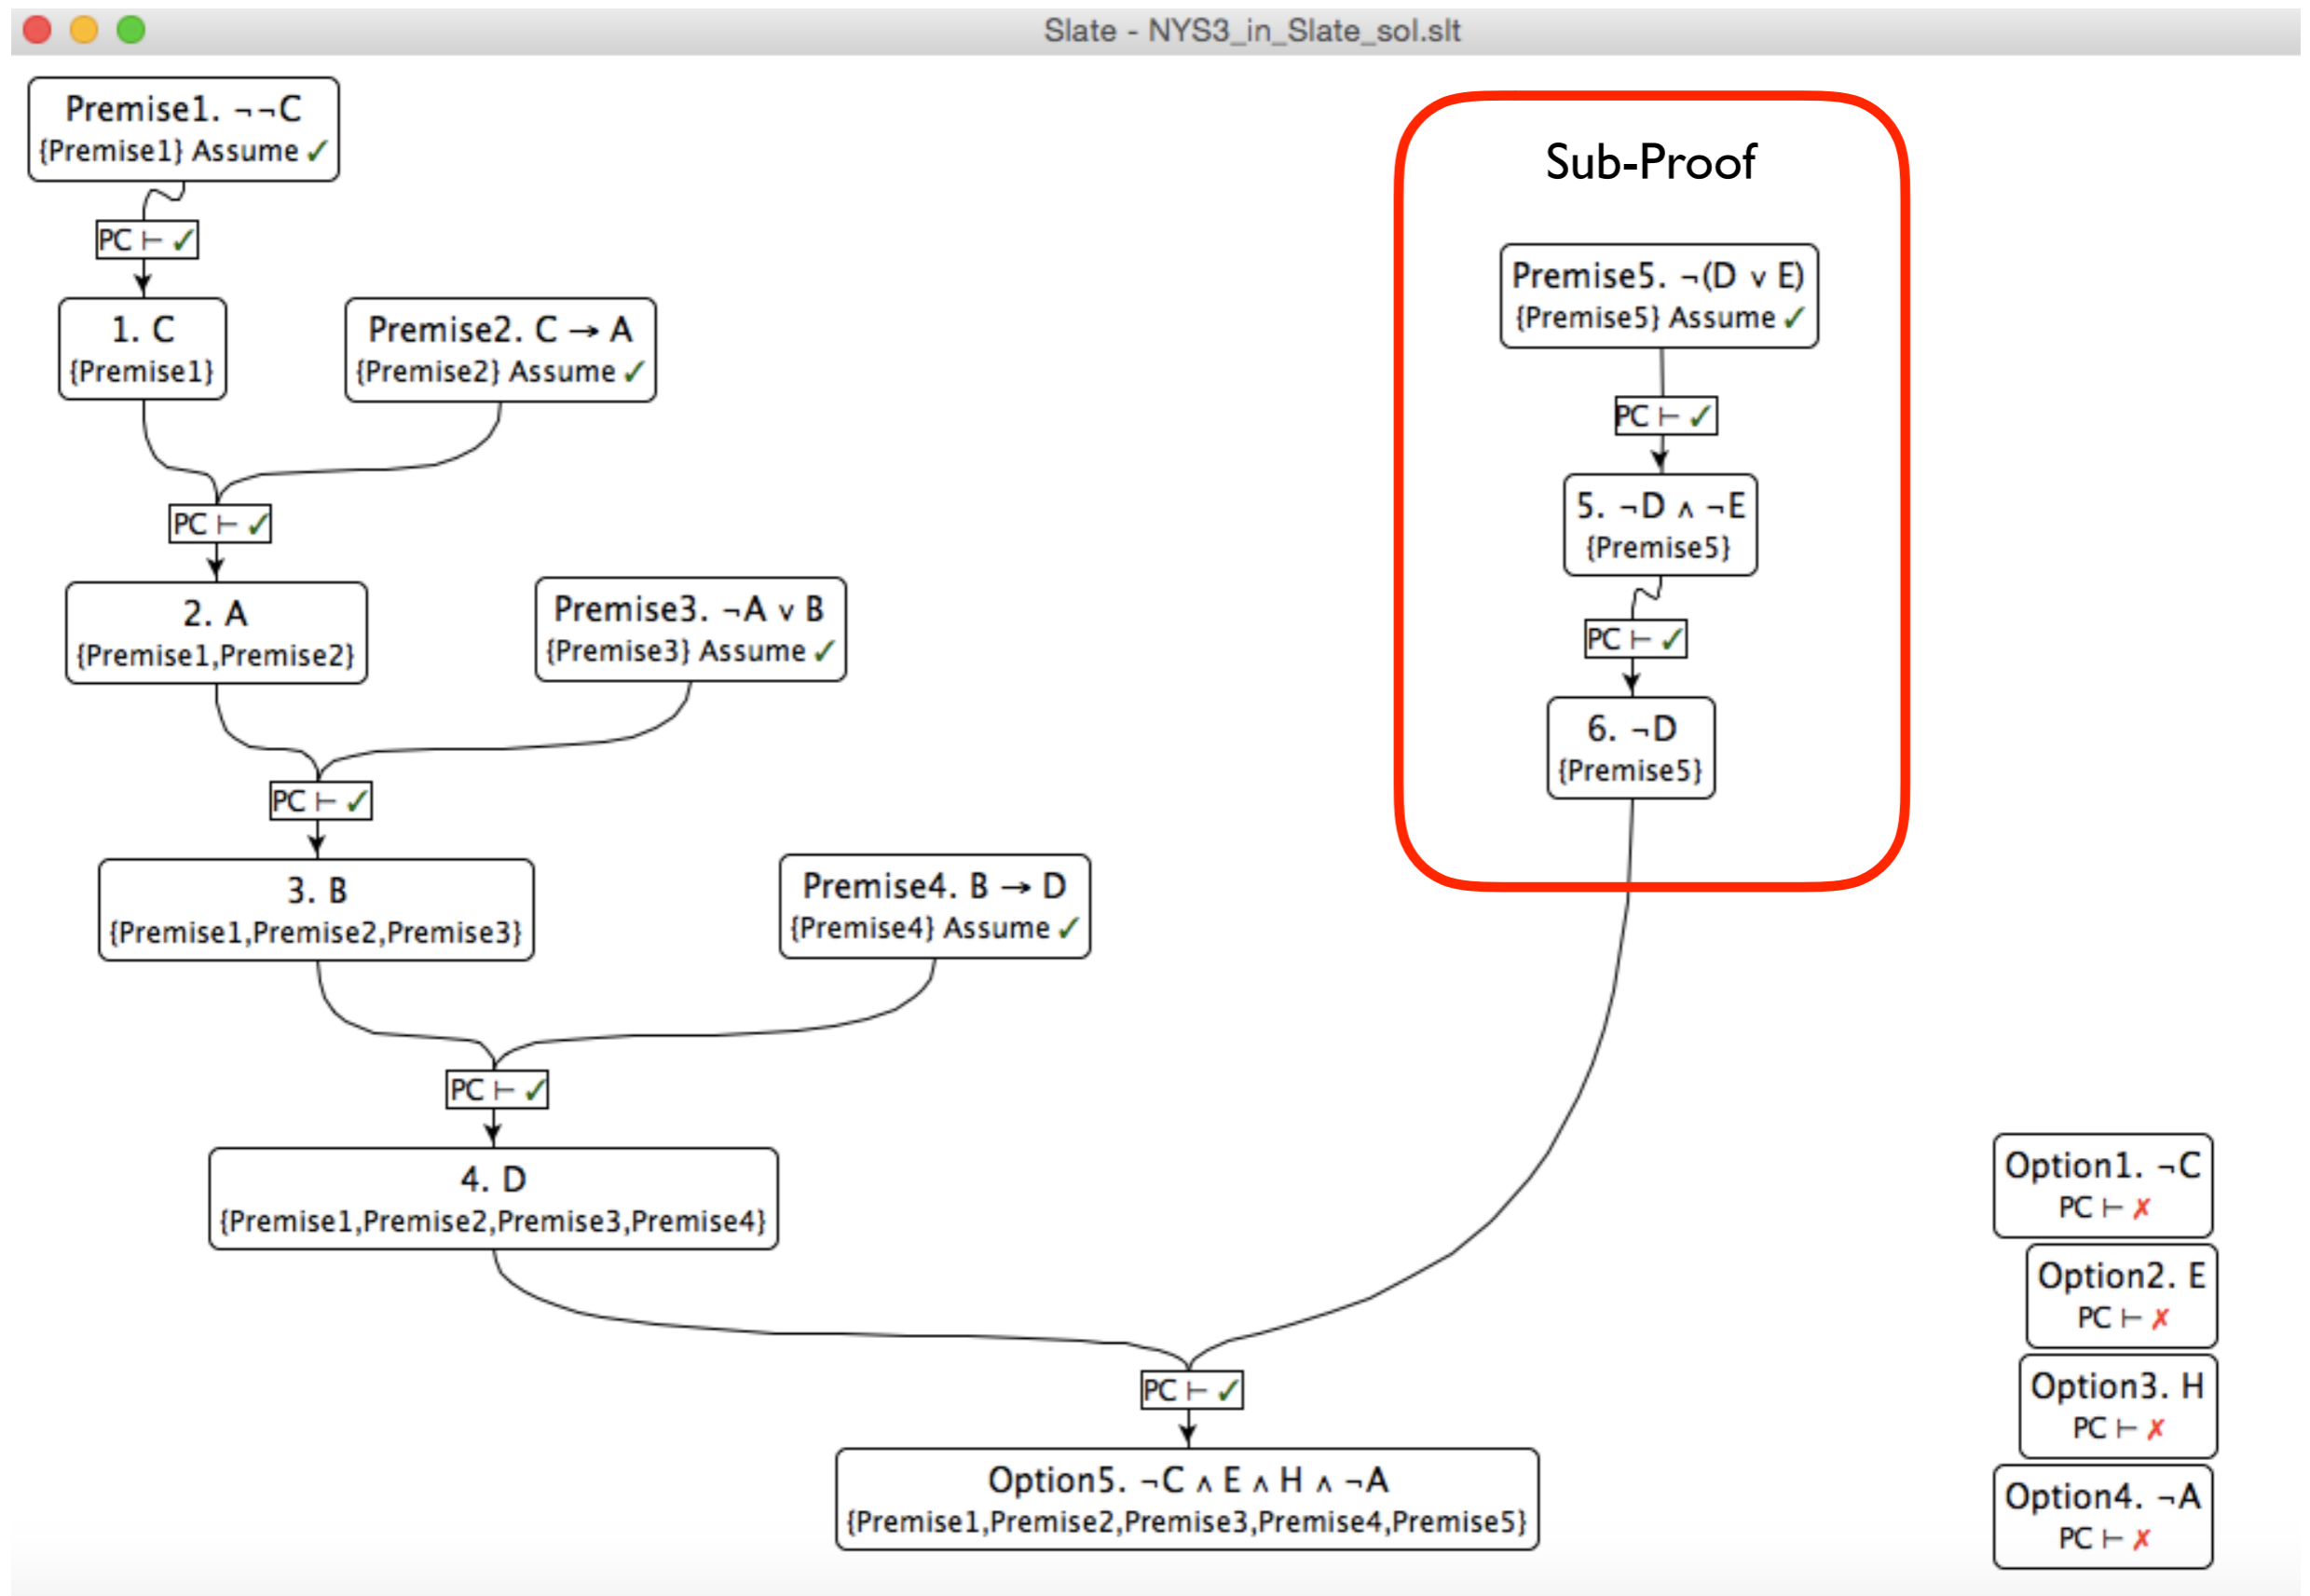 Slate - NYS3_in_Slate_sol.slt
Premise1. ¬¬C
{Premise1} Assume ✓
PC ⊢ ✓
1. C
{Premise1}
Premise2. C → A
{Premise2} Assume ✓
PC ⊢ ✓
2. A
{Premise1,Premise2}
Premise3. ¬A ∨ B
{Premise3} Assume ✓
PC ⊢ ✓
3. B
{Premise1,Premise2,Premise3}
Premise4. B → D
{Premise4} Assume ✓
PC ⊢ ✓
4. D
{Premise1,Premise2,Premise3,Premise4}
Sub-Proof
Premise5. ¬(D ∨ E)
{Premise5} Assume ✓
PC ⊢ ✓
5. ¬D ∧ ¬E
{Premise5}
PC ⊢ ✓
6. ¬D
{Premise5}
PC ⊢ ✓
Option5. ¬C ∧ E ∧ H ∧ ¬A
{Premise1,Premise2,Premise3,Premise4,Premise5}
Option1. ¬C
PC ⊢ ✗
Option2. E
PC ⊢ ✗
Option3. H
PC ⊢ ✗
Option4. ¬A
PC ⊢ ✗